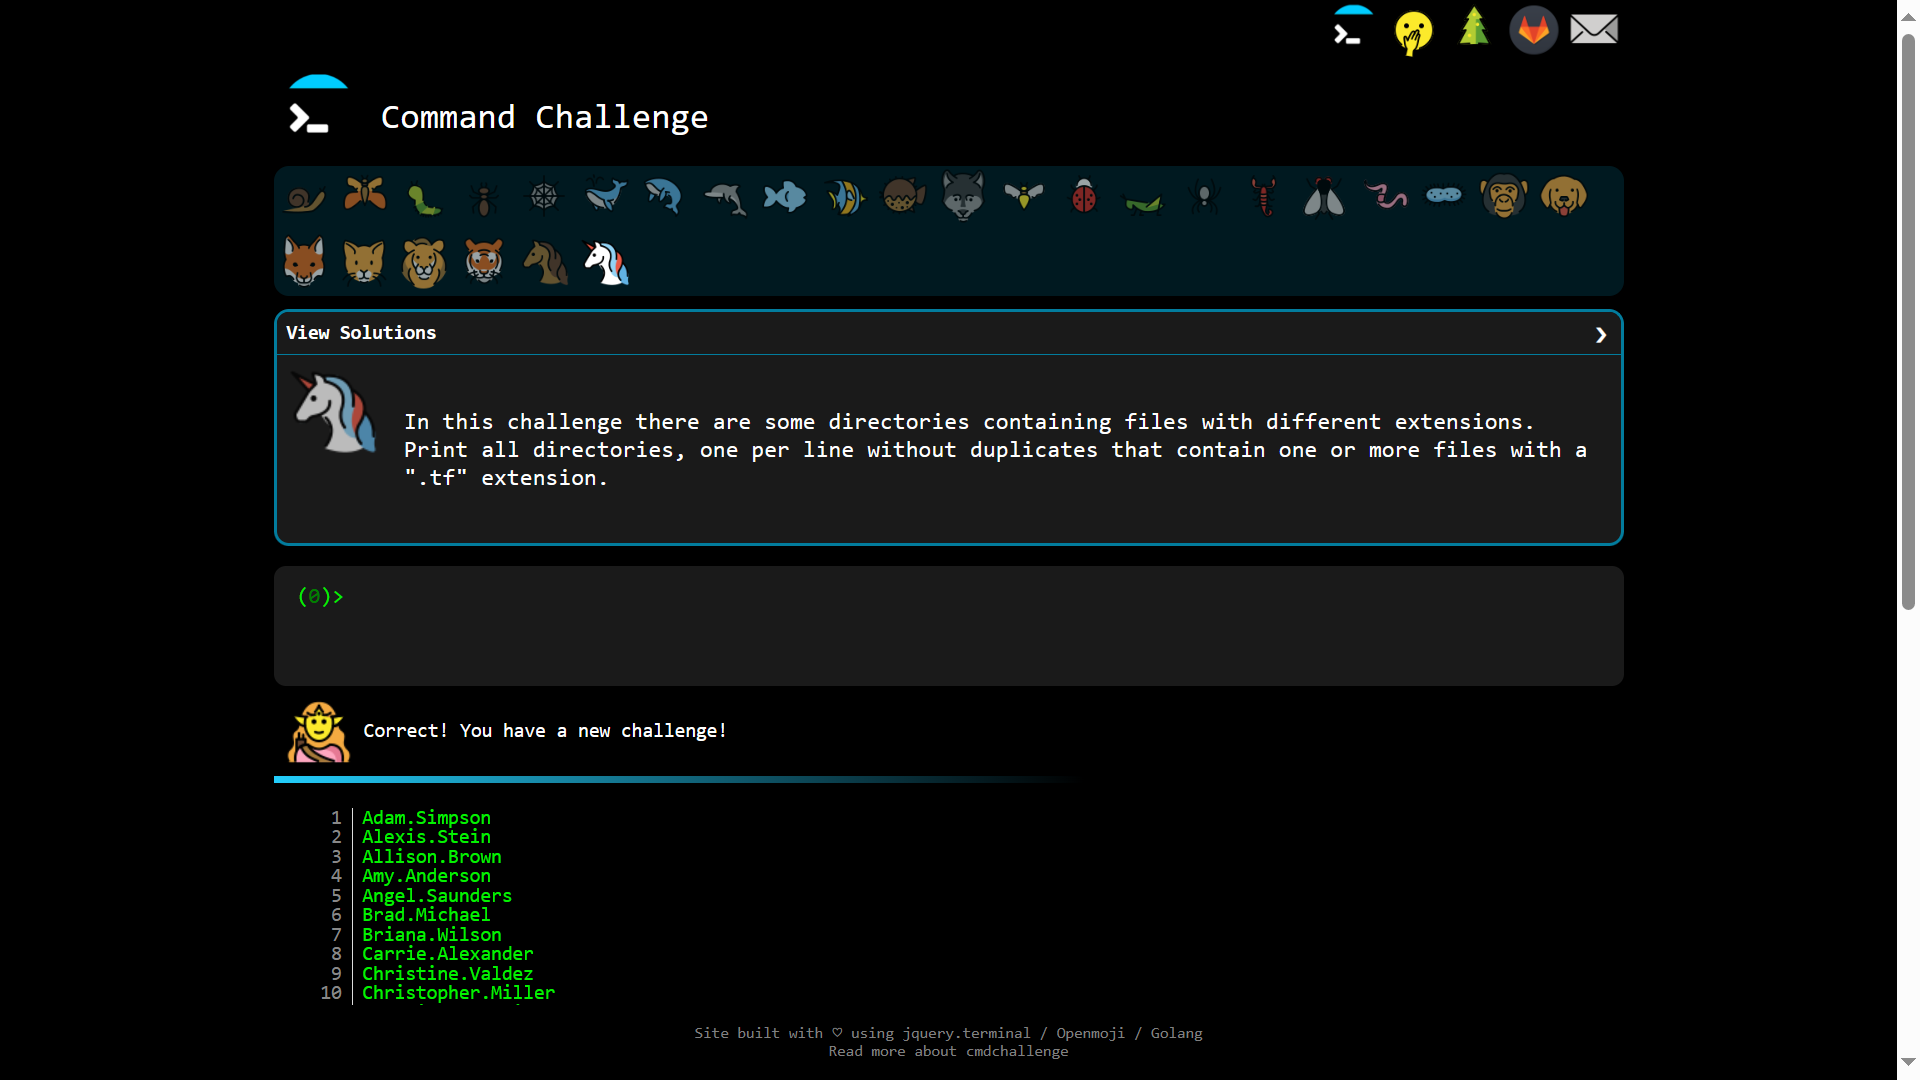 Command Challenge
View Solutions
In this challenge there are some directories containing files with different extensions.
Print all directories, one per line without duplicates that contain one or more files with a
".tf" extension.
(0)>
Correct! You have a new challenge!
1 Adam.Simpson
2 Alexis.Stein
3 Allison.Brown
4 Amy.Anderson
5 Angel.Saunders
6 Brad.Michael
7 Briana.Wilson
8 Carrie.Alexander
9 Christine.Valdez
10 Christopher.Miller
Site built with ♡ using jquery.terminal / Openmoji / Golang
Read more about cmdchallenge